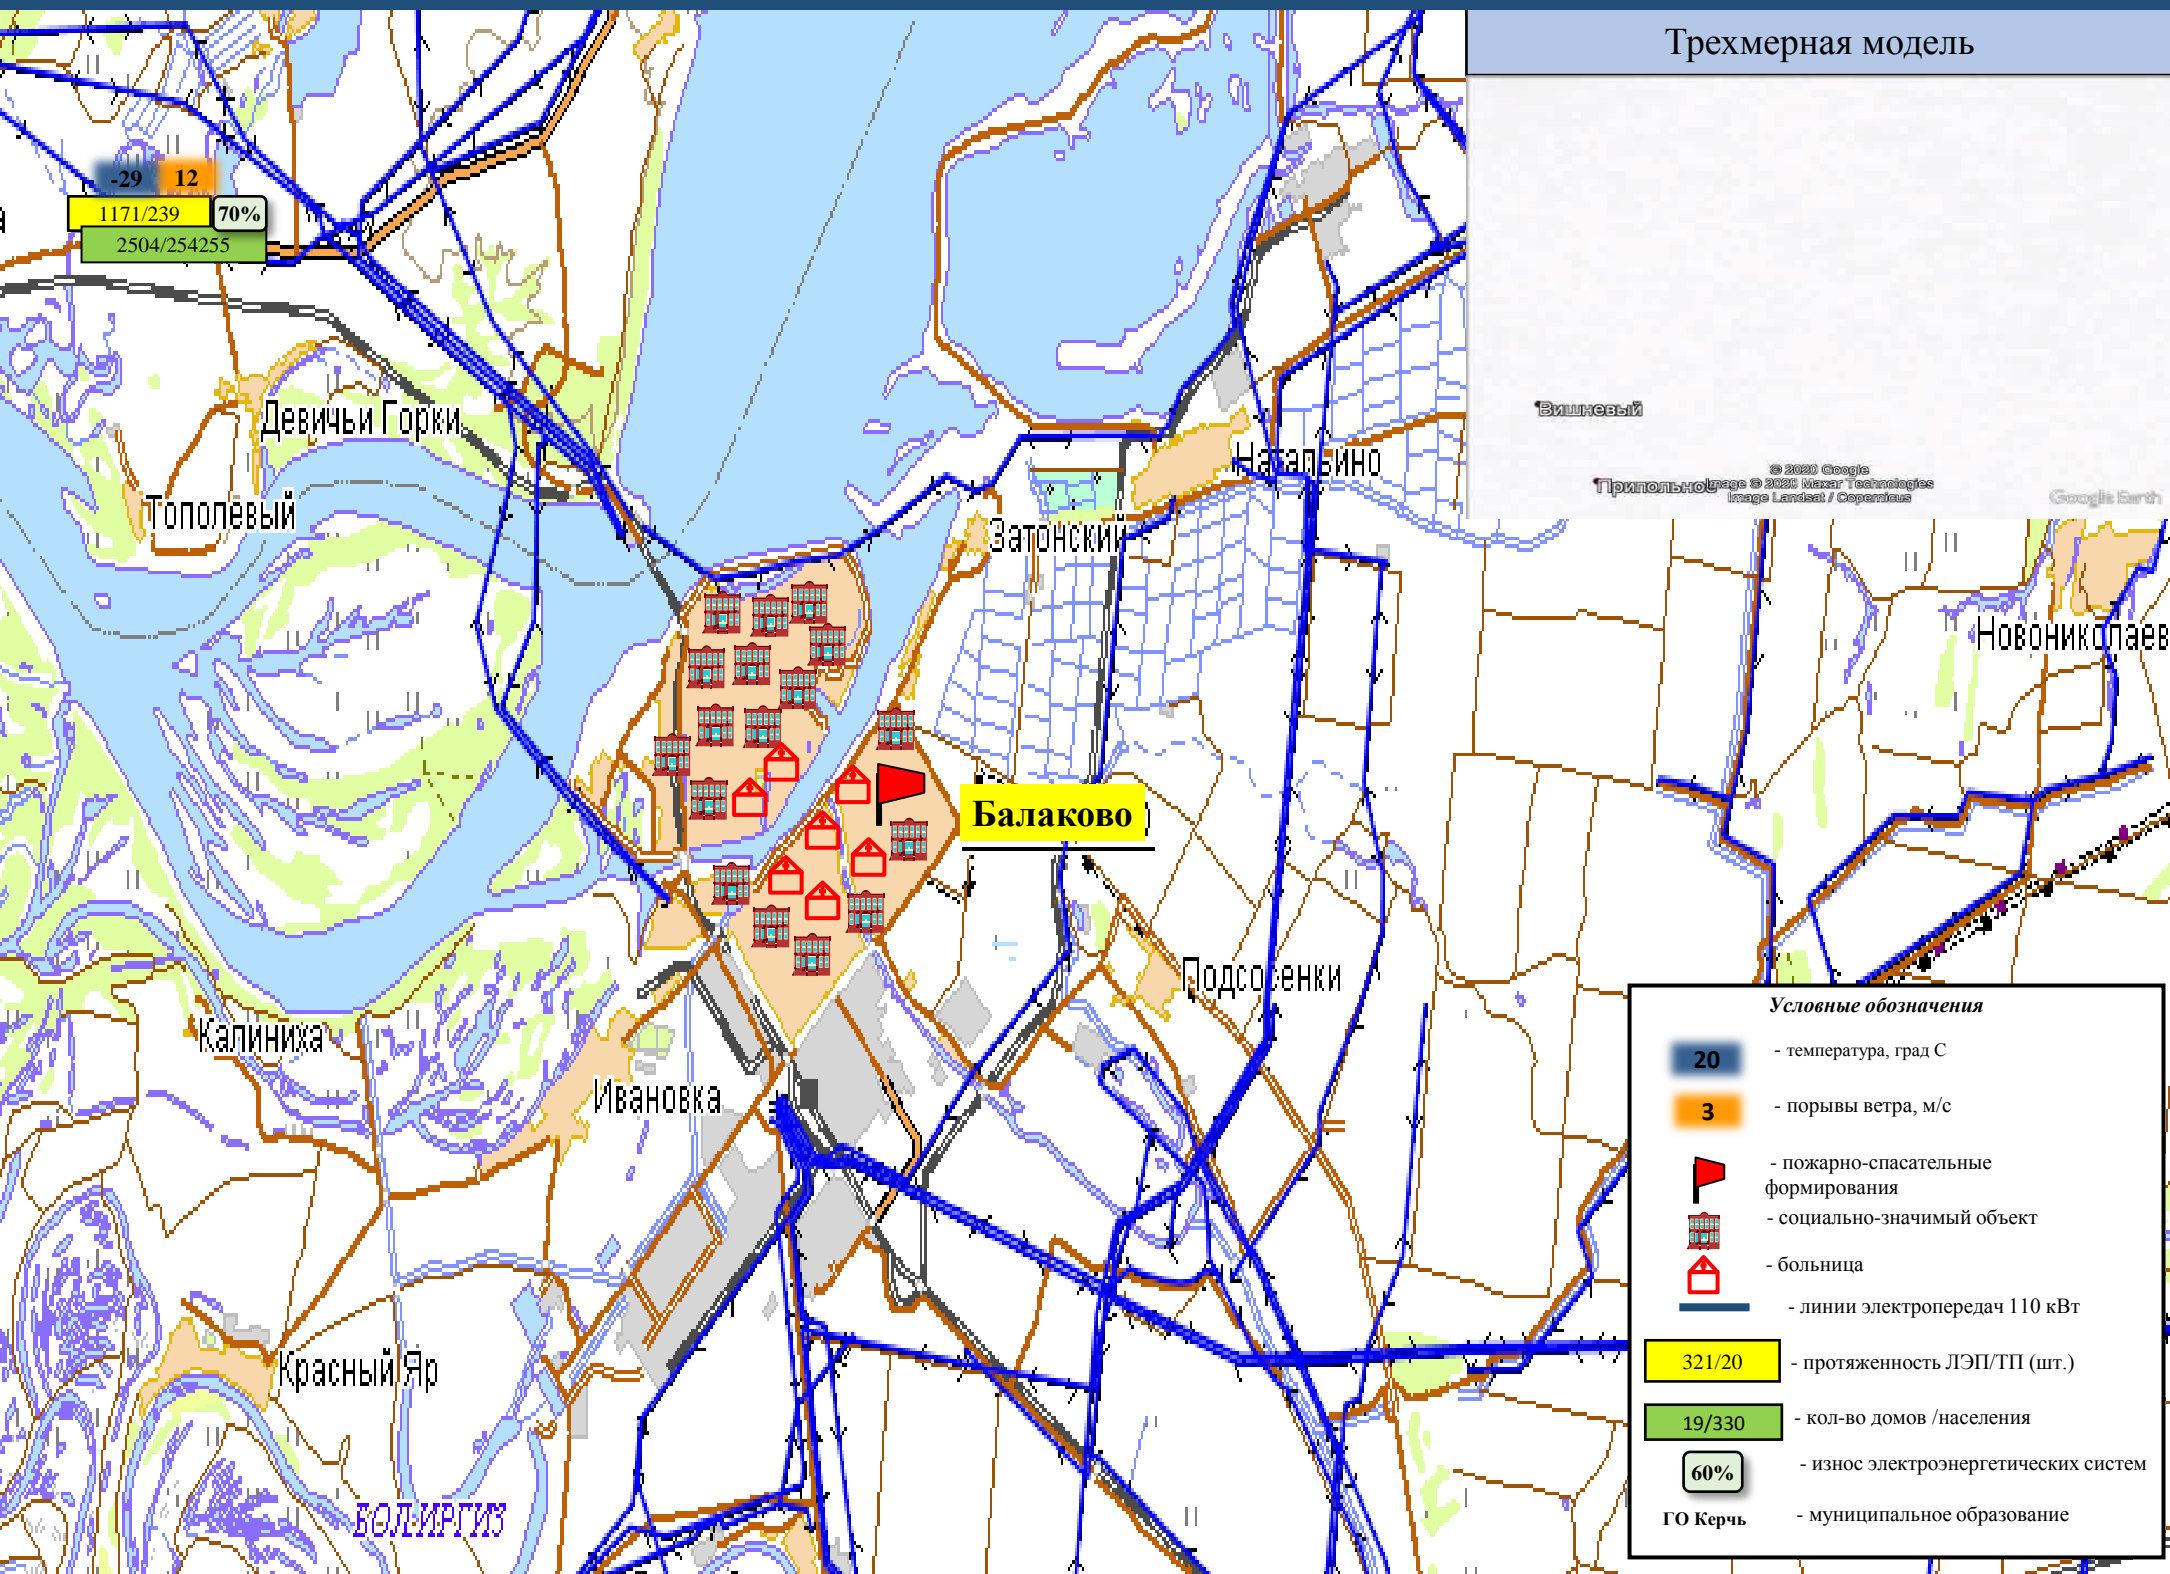 Трехмерная модель
-29 12
1171/239 70%
2504/254255
Девичьи Горки
Тополевый
Натальино
Затонский
Вишневый
Припольное
© 2020 Google
Image © 2020 Maxar Technologies
Image Landsat / Copernicus
Google Earth
Новониколаев
Балаково
Подсосенки
Калиниха
Ивановка
Красный Яр
БОЛ.ИРГИЗ
Условные обозначения
20 - температура, град С
3 - порывы ветра, м/с
- пожарно-спасательные
формирования
- социально-значимый объект
- больница
- линии электропередач 110 кВт
321/20 - протяженность ЛЭП/ТП (шт.)
19/330 - кол-во домов /населения
60% - износ электроэнергетических систем
ГО Керчь - муниципальное образование